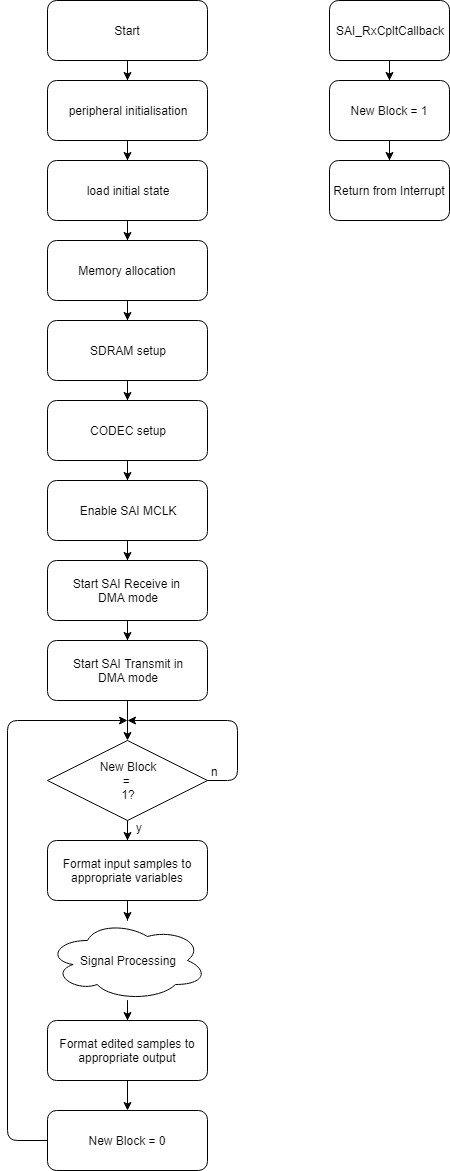 Start
peripheral initialisation
load initial state
Memory allocation
SDRAM setup
CODEC setup
Enable SAI MCLK
Start SAI Receive in
DMA mode
Start SAI Transmit in
DMA mode
New Block
=
1?
n
y
Format input samples to
appropriate variables
Signal Processing
Format edited samples to
appropriate output
New Block = 0
SAI_RxCpltCallback
New Block = 1
Return from Interrupt